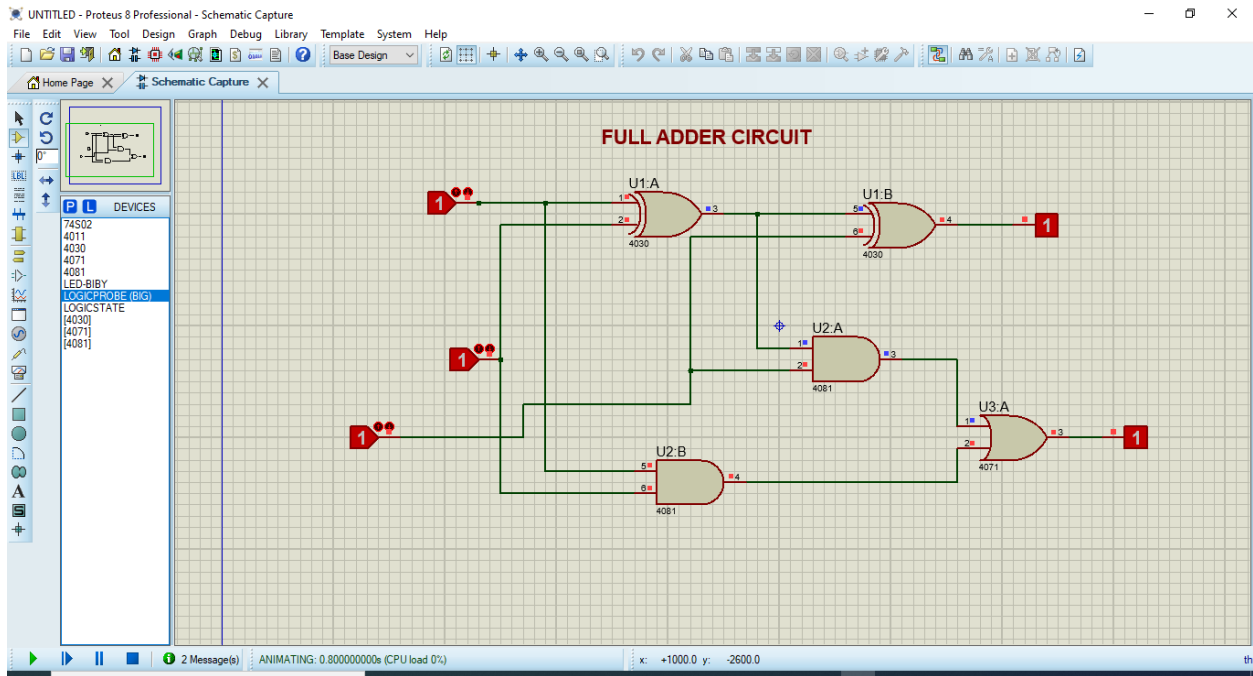 UNTITLED - Proteus 8 Professional - Schematic Capture
File Edit View Tool Design Graph Debug Library Template System Help
Base Design
Home Page
Schematic Capture
FULL ADDER CIRCUIT
0°
LBL
P L DEVICES
74S02
4011
4030
4071
4081
LED-BIBY
LOGICPROBE (BIG)
LOGICSTATE
[4030]
[4071]
[4081]
A
S
1
U1:A
1
2
3
4030
U1:B
5
6
4
4030
1
1
U2:A
1
2
3
4081
1
U2:B
5
6
4
4081
U3:A
1
2
3
4071
1
2 Message(s)
ANIMATING: 0.800000000s (CPU load 0%)
x: +1000.0 y: -2600.0
th